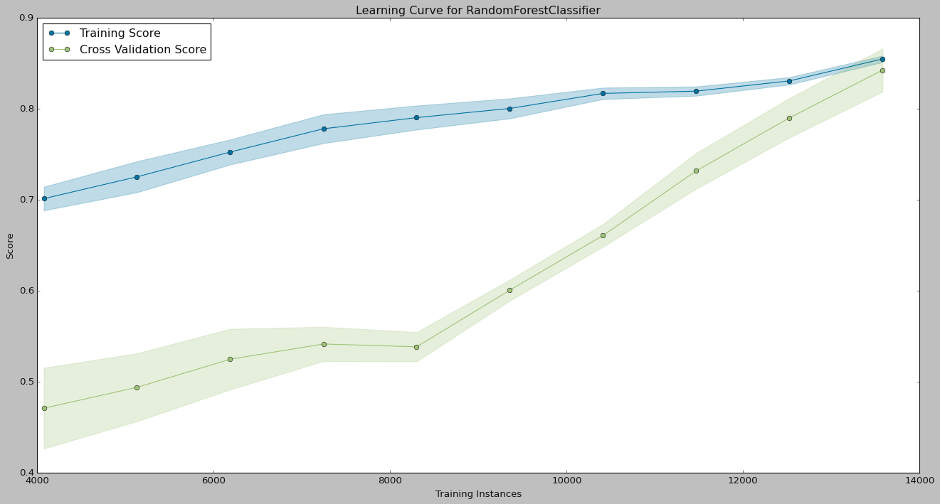 Learning Curve for RandomForestClassifier
0.9
Training Score
Cross Validation Score
0.8
0.7
0.6
0.5
0.4
Score
4000 6000 8000 10000 12000 14000
Training Instances